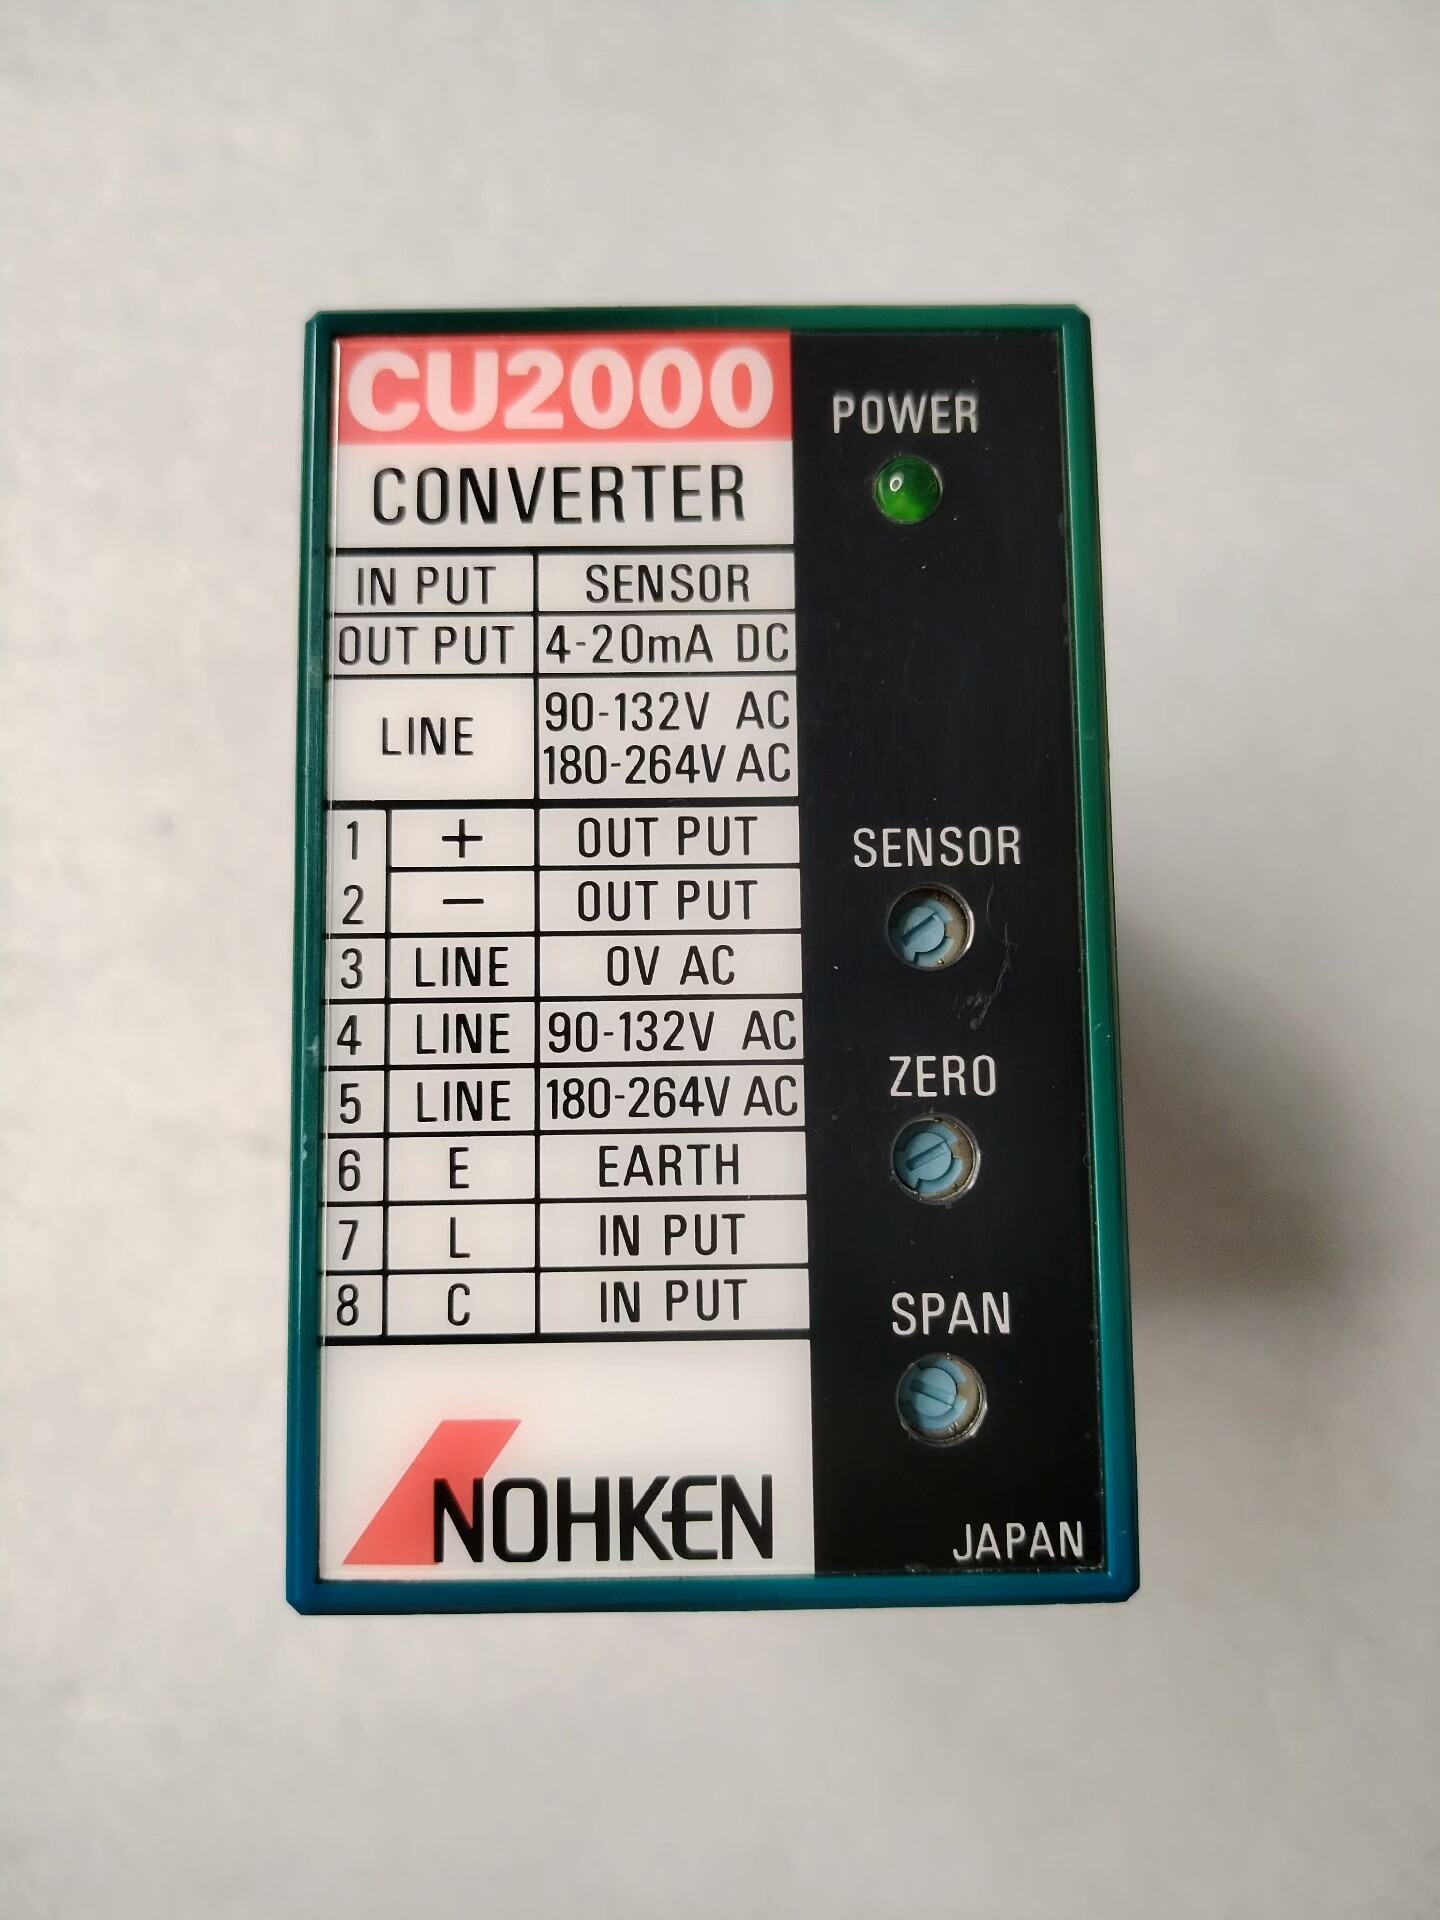 CU2000
CONVERTER
IN PUT SENSOR
OUT PUT 4-20mA DC
LINE 90-132V AC
180-264V AC
1 + OUT PUT
2 - OUT PUT
3 LINE 0V AC
4 LINE 90-132V AC
5 LINE 180-264V AC
6 E EARTH
7 L IN PUT
8 C IN PUT
NOHKEN
POWER
SENSOR
ZERO
SPAN
JAPAN